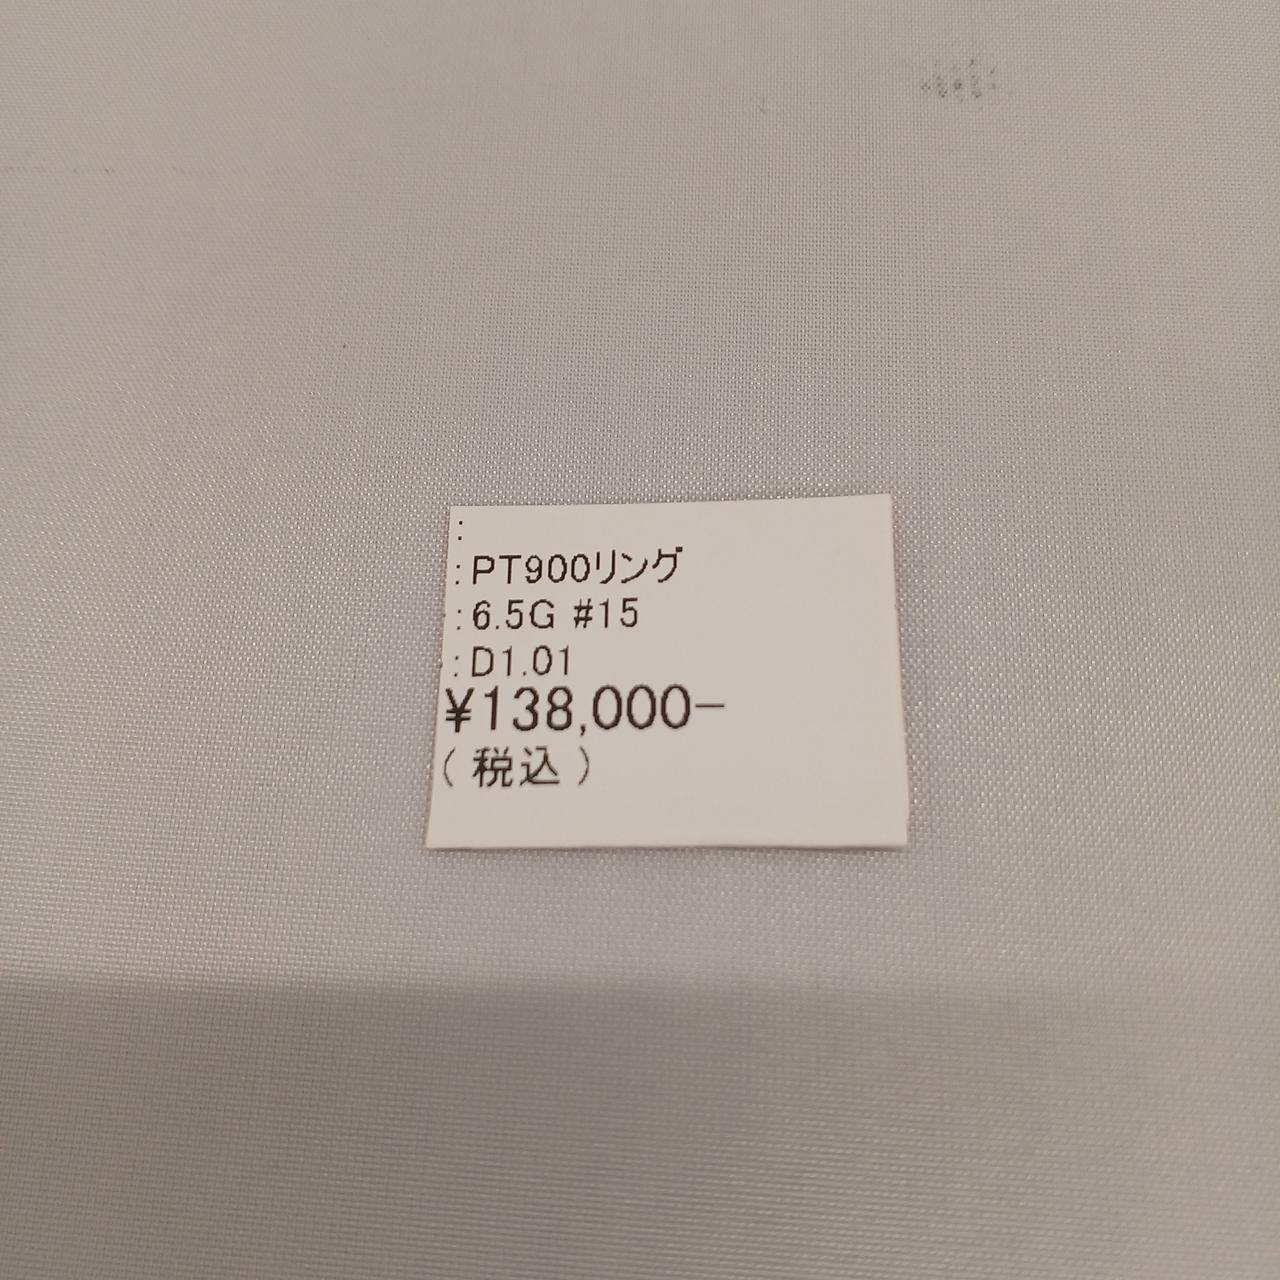 :
:PT900リング
:6.5G #15
:D1.01
¥138,000-
(税込)